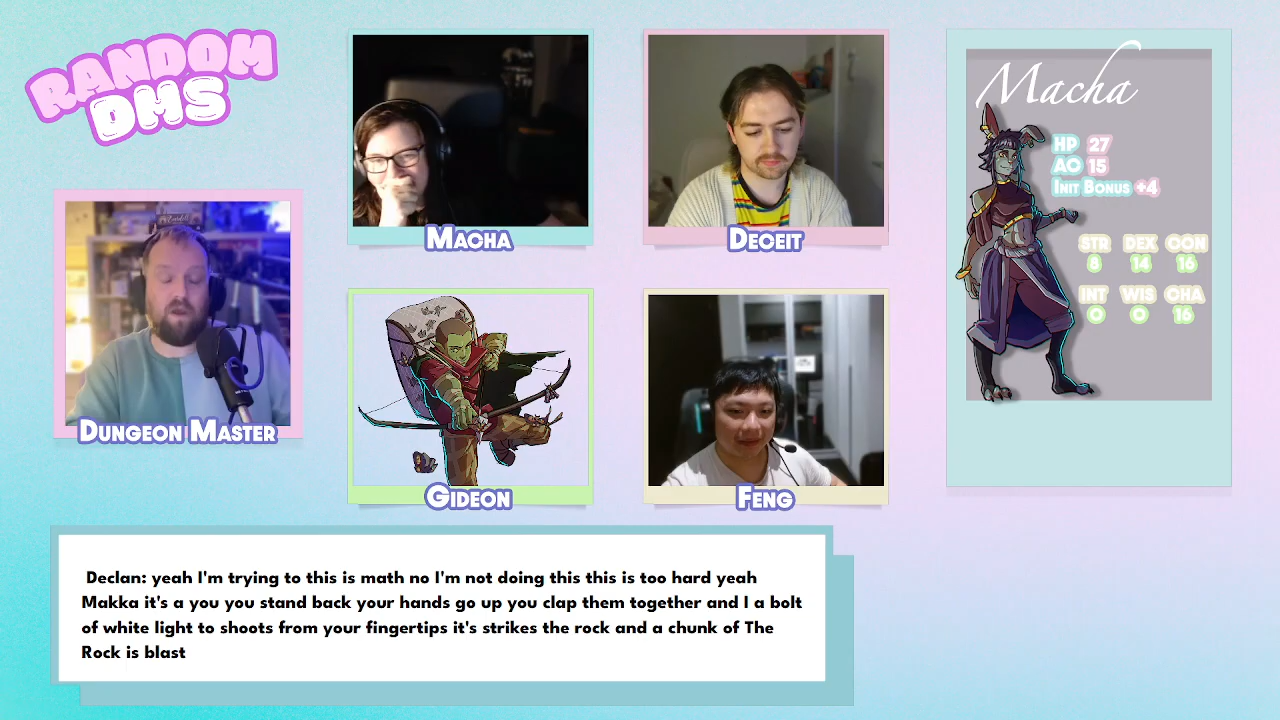 RANDOM
DMS
Macha
HP 27
AC 15
Init Bonus +4
STR DEX CON
8 14 16
INT WIS CHA
0 0 16
Macha
Deceit
Dungeon Master
Gideon
Feng
Declan: yeah I'm trying to this is math no I'm not doing this this is too hard yeah
Makka it's a you you stand back your hands go up you clap them together and I a bolt
of white light to shoots from your fingertips it's strikes the rock and a chunk of The
Rock is blast